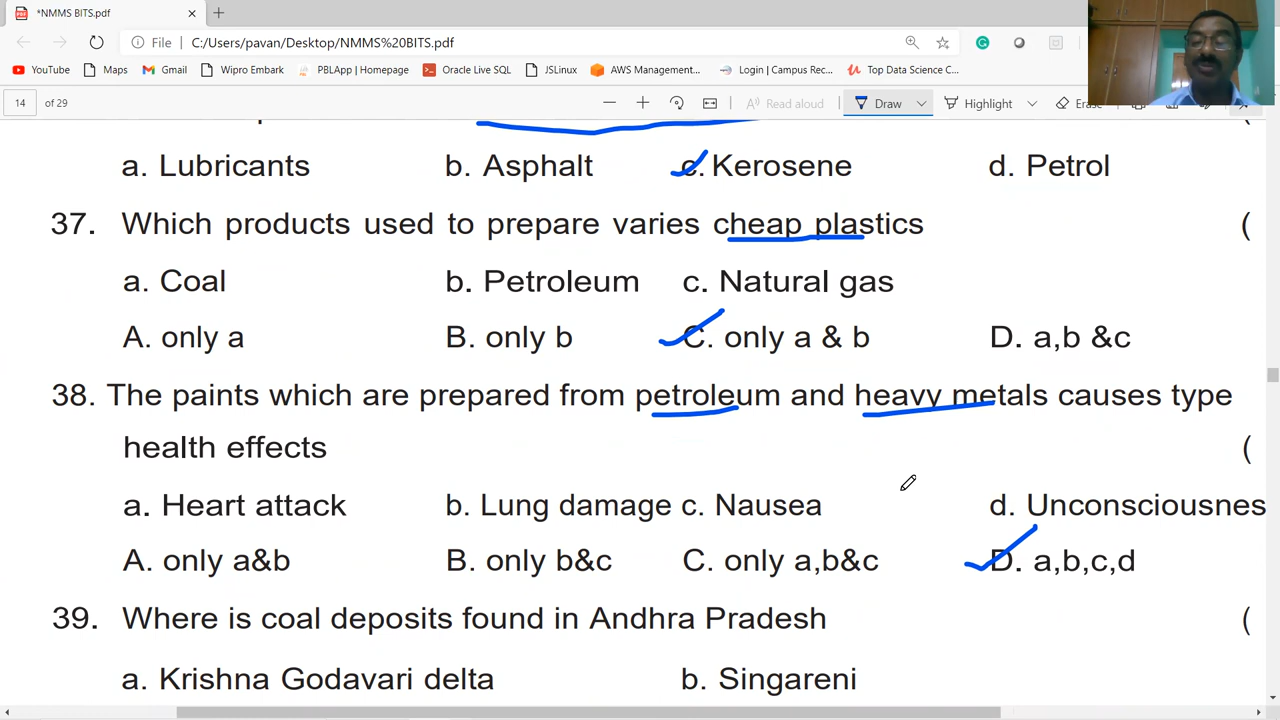 *NMMS BITS.pdf
File C:/Users/pavan/Desktop/NMMS%20BITS.pdf
YouTube Maps Gmail Wipro Embark PBLApp | Homepage Oracle Live SQL JSLinux AWS Management... Login | Campus Rec... Top Data Science C...
14 of 29 Read aloud Draw Highlight Erase
a. Lubricants b. Asphalt c. Kerosene d. Petrol
37. Which products used to prepare varies cheap plastics (
a. Coal b. Petroleum c. Natural gas
A. only a B. only b C. only a & b D. a,b &c
38. The paints which are prepared from petroleum and heavy metals causes type
health effects (
a. Heart attack b. Lung damage c. Nausea d. Unconsciousnes
A. only a&b B. only b&c C. only a,b&c D. a,b,c,d
39. Where is coal deposits found in Andhra Pradesh (
a. Krishna Godavari delta b. Singareni